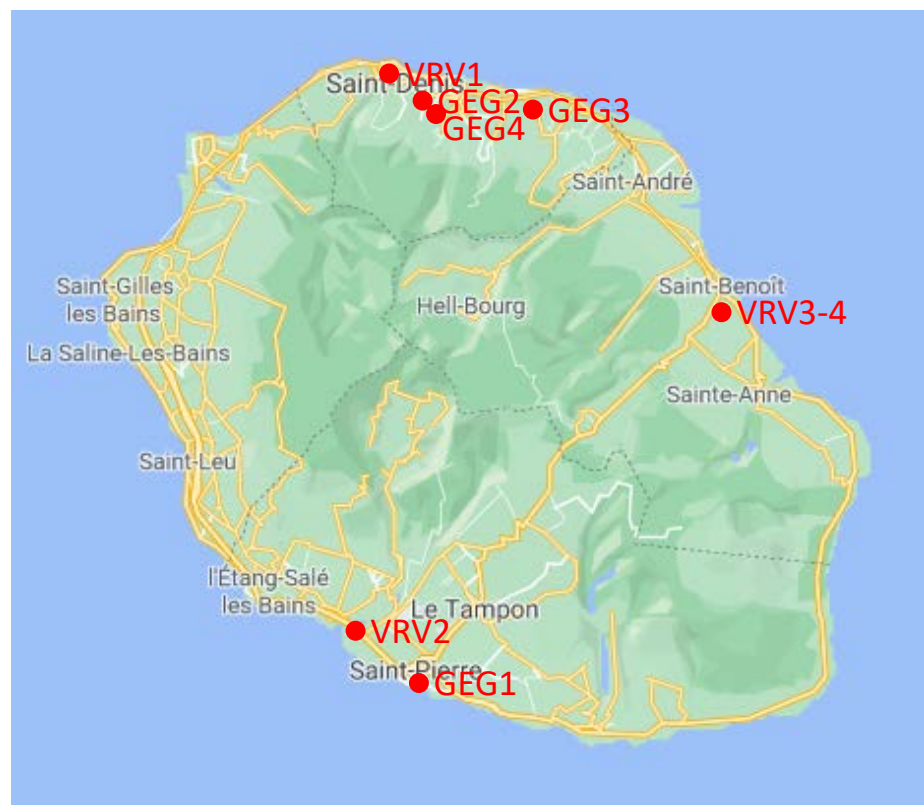 VRV1
Saint-Denis
GEG2
GEG3
GEG4
Saint-André
Saint-Gilles
les Bains
Saint-Benoît
Hell-Bourg
VRV3-4
La Saline-Les-Bains
Sainte-Anne
Saint-Leu
l'Étang-Salé
les Bains
Le Tampon
VRV2
Saint-Pierre
GEG1